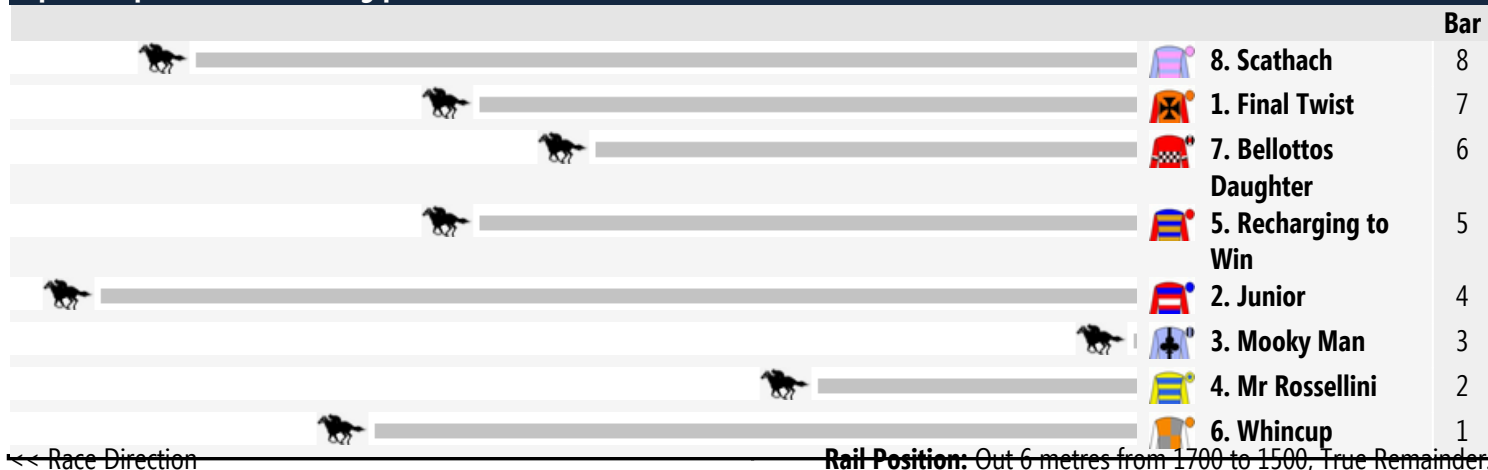 Bar
8. Scathach 8
1. Final Twist 7
7. Bellottos 6
Daughter
5. Recharging to 5
Win
2. Junior 4
3. Mooky Man 3
4. Mr Rossellini 2
6. Whincup 1
<< Race Direction Rail Position: Out 6 metres from 1700 to 1500, True Remainder.